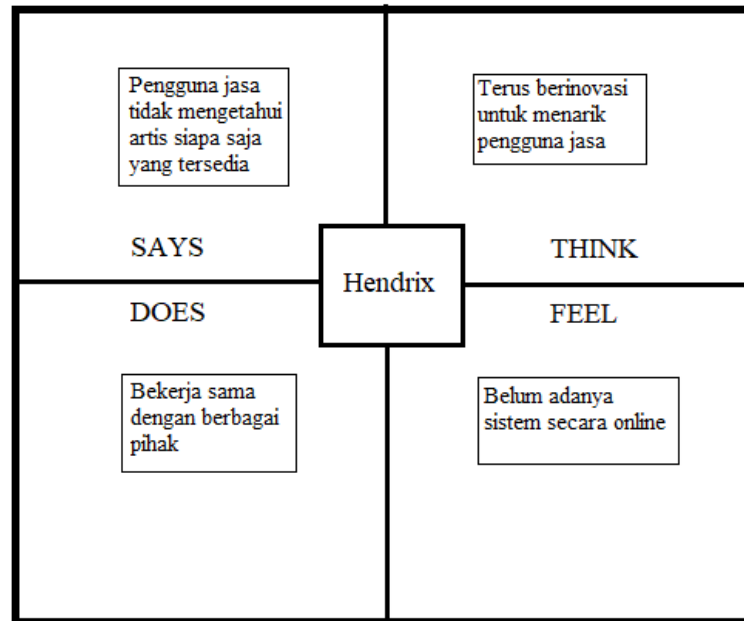 Pengguna jasa
tidak mengetahui
artis siapa saja
yang tersedia
SAYS
Terus berinovasi
untuk menarik
pengguna jasa
THINK
Hendrix
DOES
Bekerja sama
dengan berbagai
pihak
FEEL
Belum adanya
sistem secara online